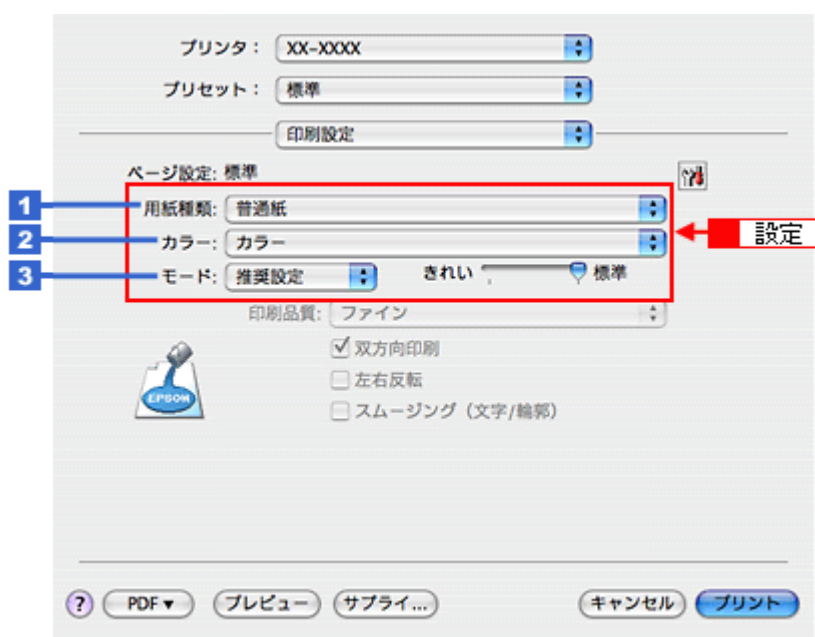 プリンタ： XX-XXXX
プリセット： 標準
印刷設定
ページ設定: 標準
1 用紙種類: 普通紙
設定
2 カラー: カラー
3 モード: 推奨設定 きれい 標準
印刷品質: ファイン
双方向印刷
左右反転
EPSON
スムージング（文字/輪郭）
? PDF▼ プレビュー サプライ... キャンセル プリント